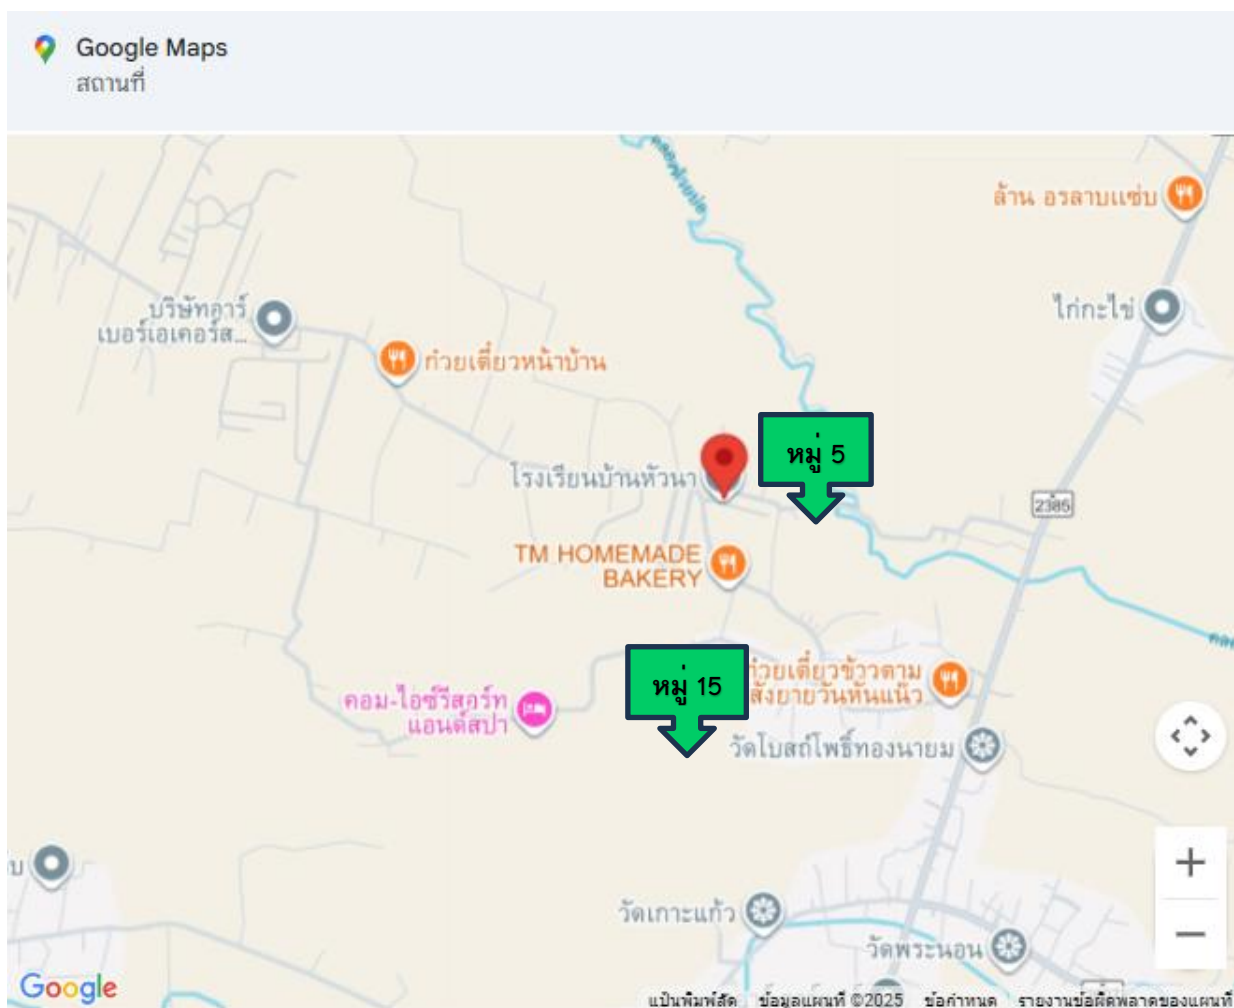 Google Maps
สถานที่
คลองห้วยบ่อ
ล้าน อรลาบแซ่บ
ไก่กะไข่
บริษัทอาร์
เบอร์เอเคอร์ส...
ก๋วยเตี๋ยวหน้าบ้าน
หมู่ 5
โรงเรียนบ้านหัวนา
2385
TM HOMEMADE
BAKERY
หมู่ 15
ก๋วยเตี๋ยวข้าวตาม
สั่งยายวันหันแน๊ว
คอม-ไอซ์รีสอร์ท
แอนด์สปา
วัดโบสถ์โพธิ์ทองนายม
วัดเกาะแก้ว
วัดพระนอน
Google
แป้นพิมพ์ลัด ข้อมูลแผนที่ ©2025 ข้อกำหนด รายงานข้อผิดพลาดของแผนที่